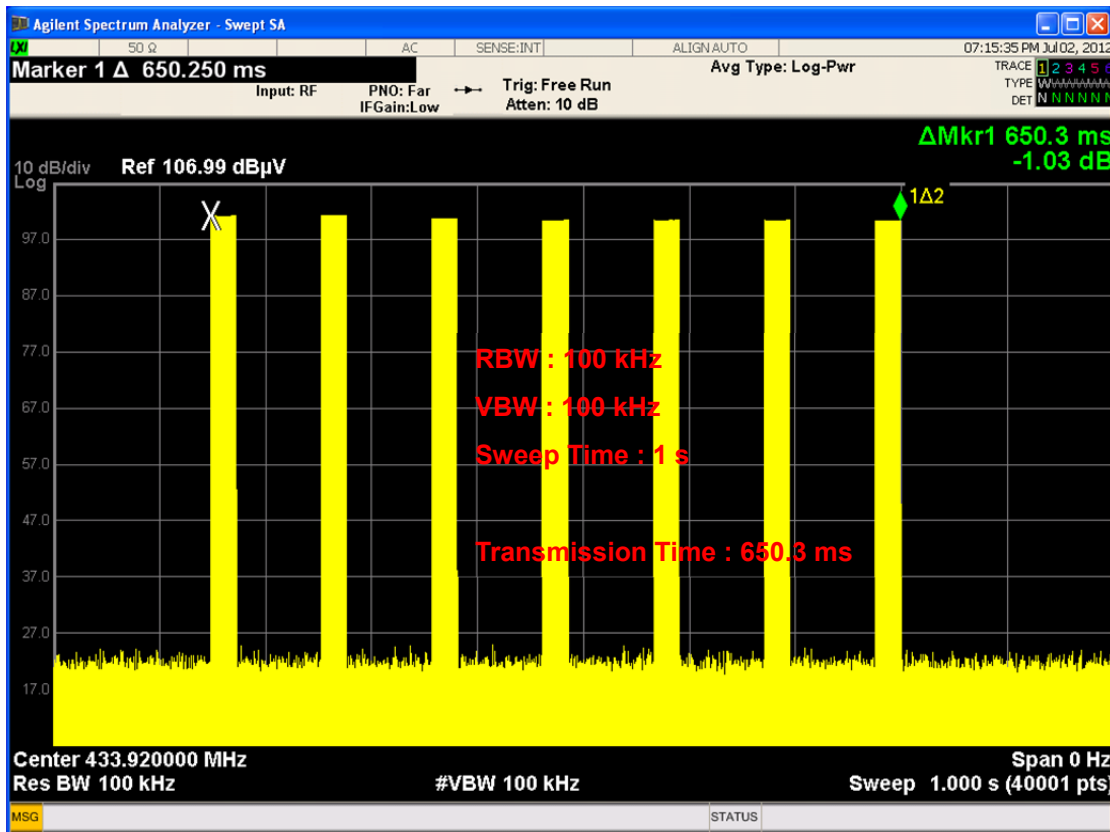 Agilent Spectrum Analyzer - Swept SA
LXI 50 Ω AC SENSE:INT ALIGN AUTO 07:15:35 PM Jul 02, 2012
Marker 1 Δ 650.250 ms
Input: RF
PNO: Far
IFGain:Low
Trig: Free Run
Atten: 10 dB
Avg Type: Log-Pwr
TRACE 1 2 3 4 5 6
TYPE
DET N N N N N N
ΔMkr1 650.3 ms
-1.03 dB
10 dB/div Ref 106.99 dBµV
Log
1Δ2
97.0
87.0
77.0
RBW : 100 kHz
67.0
VBW : 100 kHz
Sweep Time : 1 s
57.0
47.0
Transmission Time : 650.3 ms
37.0
27.0
17.0
Center 433.920000 MHz Span 0 Hz
Res BW 100 kHz #VBW 100 kHz Sweep 1.000 s (40001 pts)
MSG STATUS